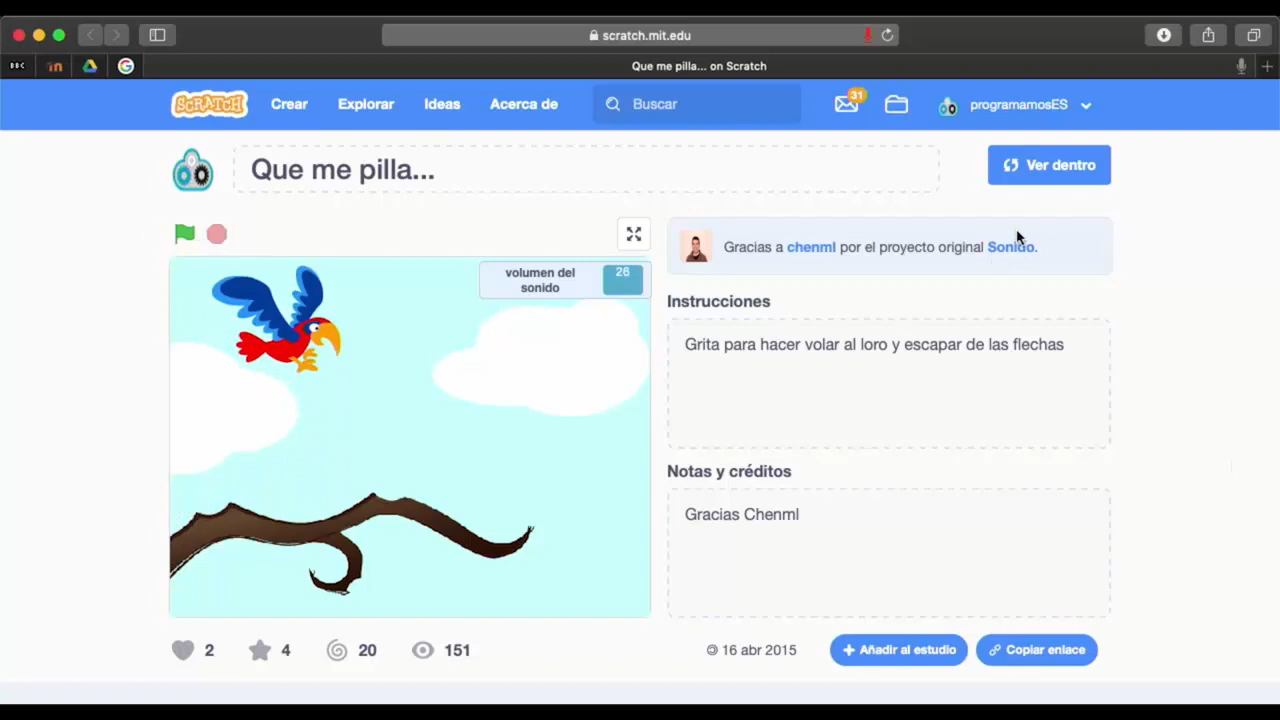 scratch.mit.edu
BBC
Que me pilla... on Scratch
SCRATCH
Crear
Explorar
Ideas
Acerca de
Buscar
31
programamosES
Que me pilla...
Ver dentro
Gracias a chenml por el proyecto original Sonido.
volumen del
sonido
26
Instrucciones
Grita para hacer volar al loro y escapar de las flechas
Notas y créditos
Gracias Chenml
2
4
20
151
© 16 abr 2015
Añadir al estudio
Copiar enlace